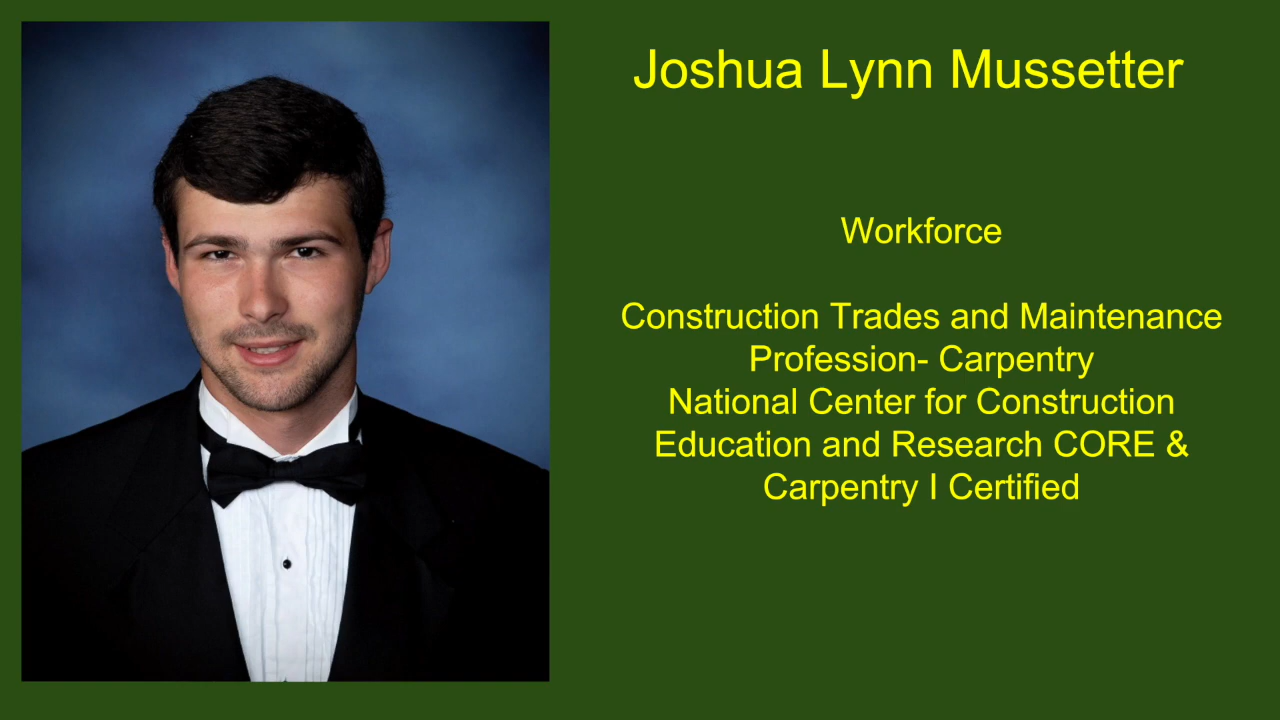 Joshua Lynn Mussetter
Workforce
Construction Trades and Maintenance
Profession- Carpentry
National Center for Construction
Education and Research CORE &
Carpentry I Certified